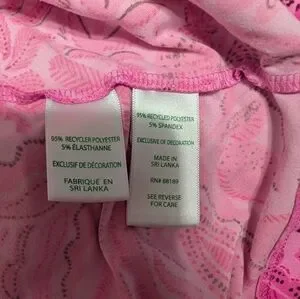 95% RECYCLER POLYESTER
5% ÉLASTHANNE
EXCLUSIF DE DÉCORATION
FABRIQUÉ EN
SRI LANKA
95% RECYCLED POLYESTER
5% SPANDEX
EXCLUSIVE OF DECORATION
MADE IN
SRI LANKA
RN# 88189
SEE REVERSE
FOR CARE